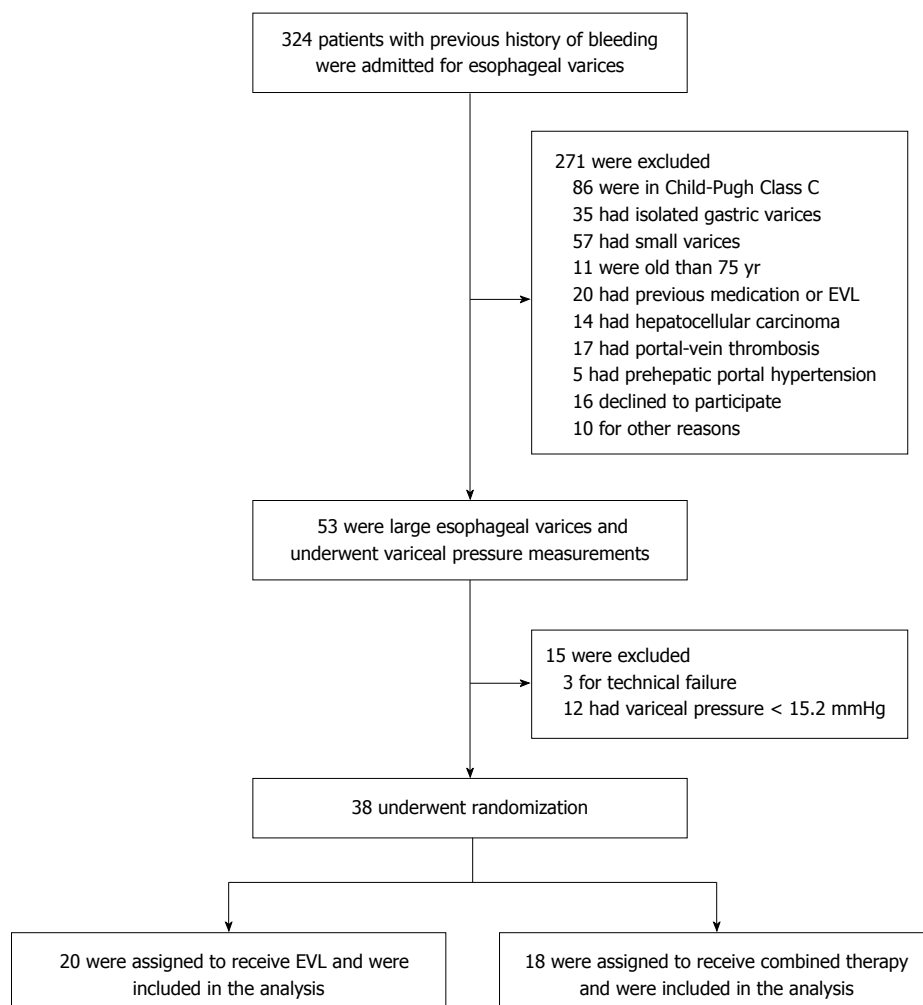 324 patients with previous history of bleeding
were admitted for esophageal varices
271 were excluded
86 were in Child-Pugh Class C
35 had isolated gastric varices
57 had small varices
11 were old than 75 yr
20 had previous medication or EVL
14 had hepatocellular carcinoma
17 had portal-vein thrombosis
5 had prehepatic portal hypertension
16 declined to participate
10 for other reasons
53 were large esophageal varices and
underwent variceal pressure measurements
15 were excluded
3 for technical failure
12 had variceal pressure < 15.2 mmHg
38 underwent randomization
20 were assigned to receive EVL and were
included in the analysis
18 were assigned to receive combined therapy
and were included in the analysis